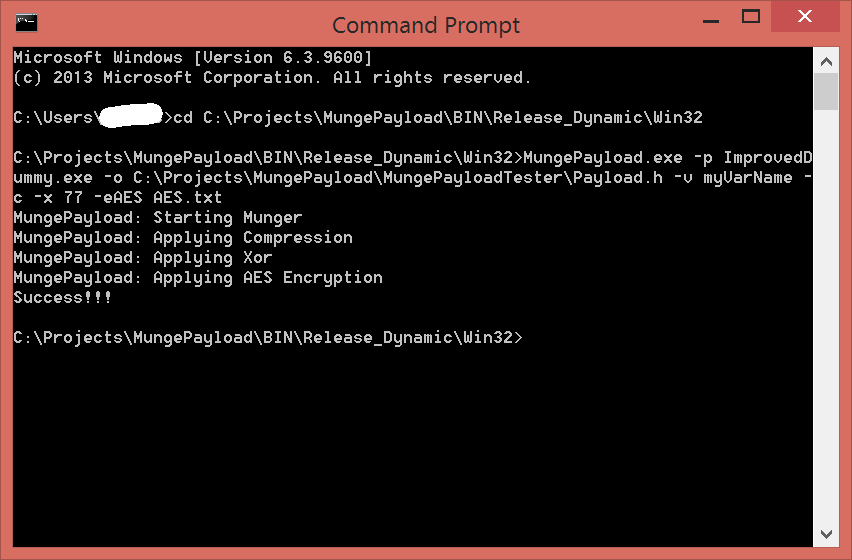 Command Prompt
Microsoft Windows [Version 6.3.9600]
(c) 2013 Microsoft Corporation. All rights reserved.
C:\Users\ >cd C:\Projects\MungePayload\BIN\Release_Dynamic\Win32
C:\Projects\MungePayload\BIN\Release_Dynamic\Win32>MungePayload.exe -p ImprovedD
ummy.exe -o C:\Projects\MungePayload\MungePayloadTester\Payload.h -v myVarName -
c -x 77 -eAES AES.txt
MungePayload: Starting Munger
MungePayload: Applying Compression
MungePayload: Applying Xor
MungePayload: Applying AES Encryption
Success!!!
C:\Projects\MungePayload\BIN\Release_Dynamic\Win32>